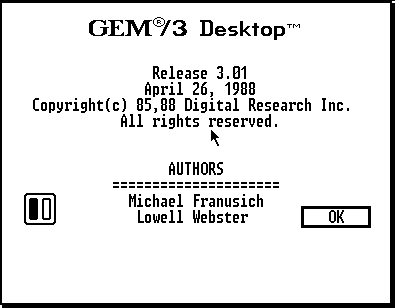 GEM®/3 Desktop™
Release 3.01
April 26, 1988
Copyright(c) 85,88 Digital Research Inc.
All rights reserved.
AUTHORS
=====================
Michael Franusich
Lowell Webster
OK